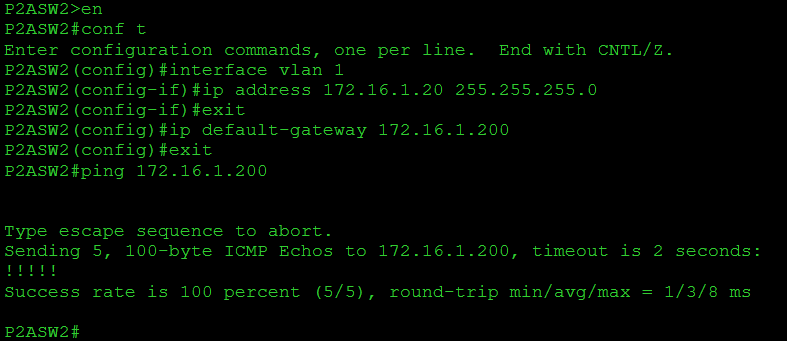 P2ASW2>en
P2ASW2#conf t
Enter configuration commands, one per line.  End with CNTL/Z.
P2ASW2(config)#interface vlan 1
P2ASW2(config-if)#ip address 172.16.1.20 255.255.255.0
P2ASW2(config-if)#exit
P2ASW2(config)#ip default-gateway 172.16.1.200
P2ASW2(config)#exit
P2ASW2#ping 172.16.1.200
Type escape sequence to abort.
Sending 5, 100-byte ICMP Echos to 172.16.1.200, timeout is 2 seconds:
!!!!!
Success rate is 100 percent (5/5), round-trip min/avg/max = 1/3/8 ms
P2ASW2#